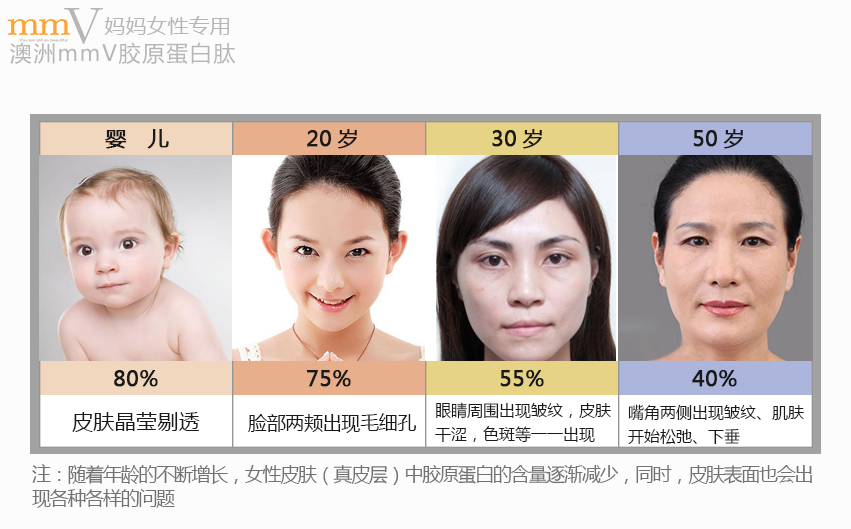 mmV 妈妈女性专用
澳洲mmV胶原蛋白肽
婴 儿
20 岁
30 岁
50 岁
80%
75%
55%
40%
皮肤晶莹剔透
脸部两颊出现毛细孔
眼睛周围出现皱纹，皮肤
干涩，色斑等一一出现
嘴角两侧出现皱纹、肌肤
开始松弛、下垂
注：随着年龄的不断增长，女性皮肤（真皮层）中胶原蛋白的含量逐渐减少，同时，皮肤表面也会出
现各种各样的问题